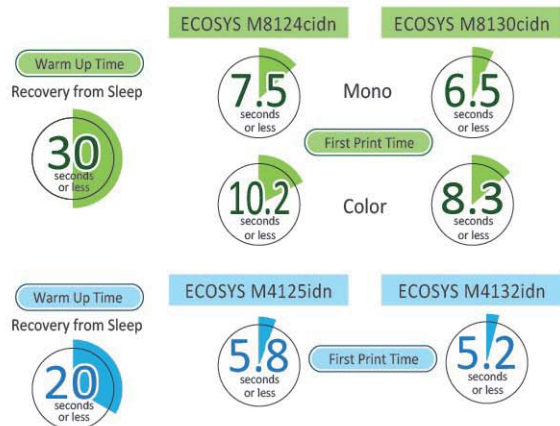 ECOSYS M8124cidn
ECOSYS M8130cidn
Warm Up Time
Recovery from Sleep
30
seconds
or less
7.5
seconds
or less
Mono
6.5
seconds
or less
First Print Time
10.2
seconds
or less
Color
8.3
seconds
or less
Warm Up Time
Recovery from Sleep
20
seconds
or less
ECOSYS M4125idn
ECOSYS M4132idn
5.8
seconds
or less
First Print Time
5.2
seconds
or less